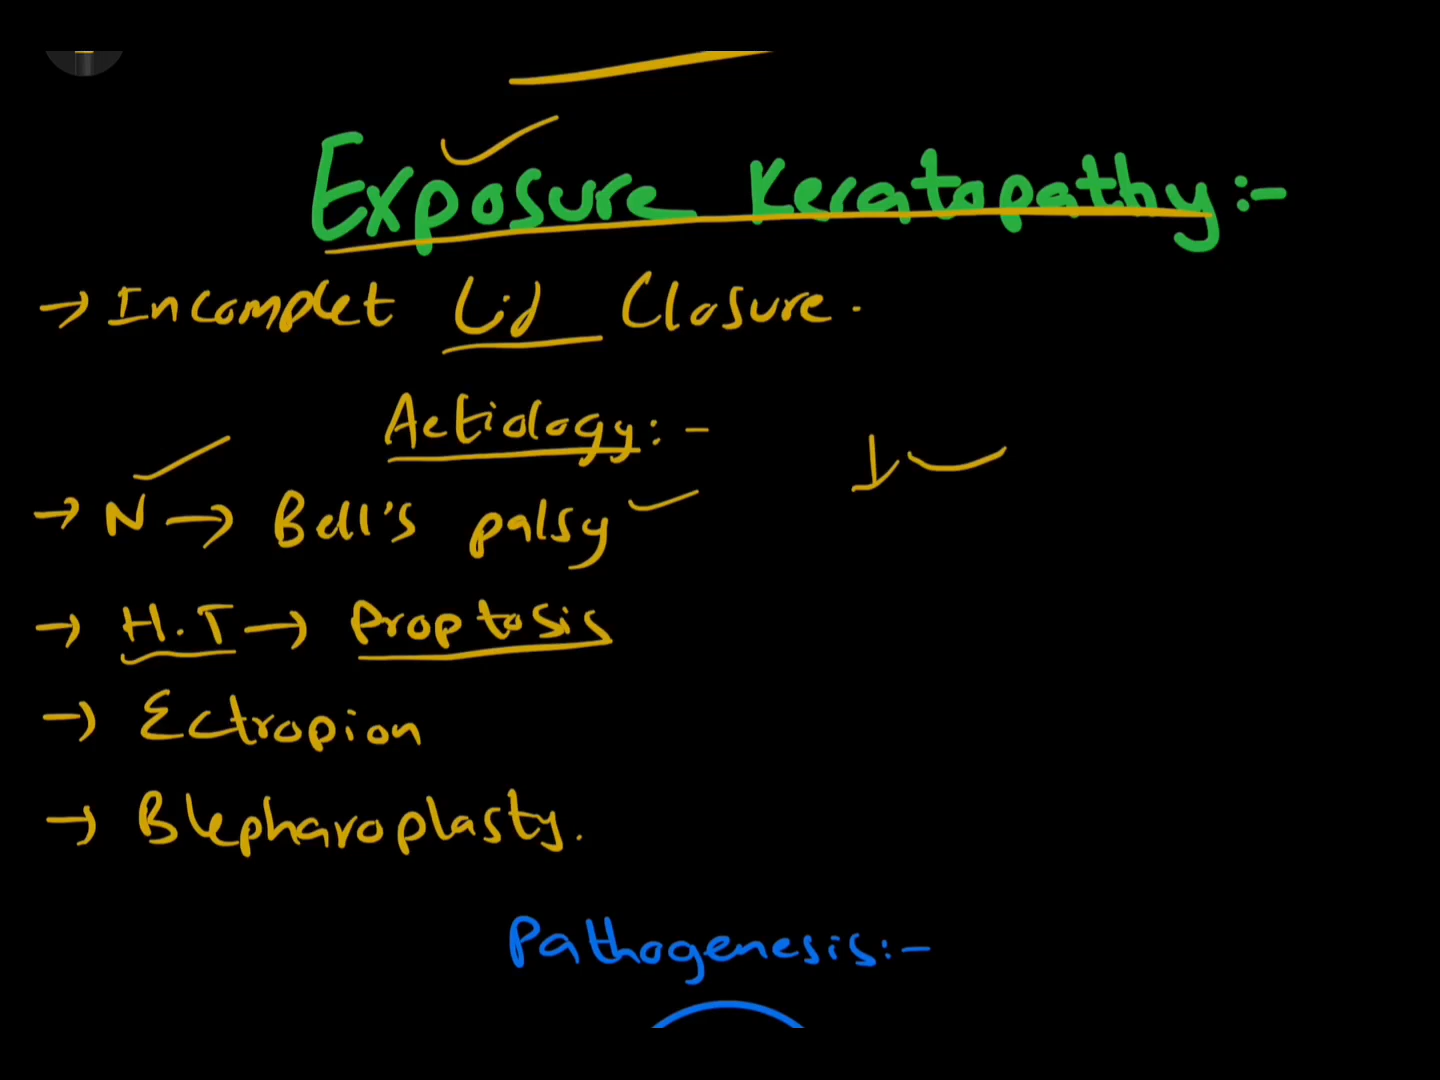 Exposure Keratopathy:-
→ Incomplet Lid Closure.
Aetiology:-
→ N → Bell's palsy
→ H.T → Proptosis
→ Ectropion
→ Blepharoplasty.
Pathogenesis:-